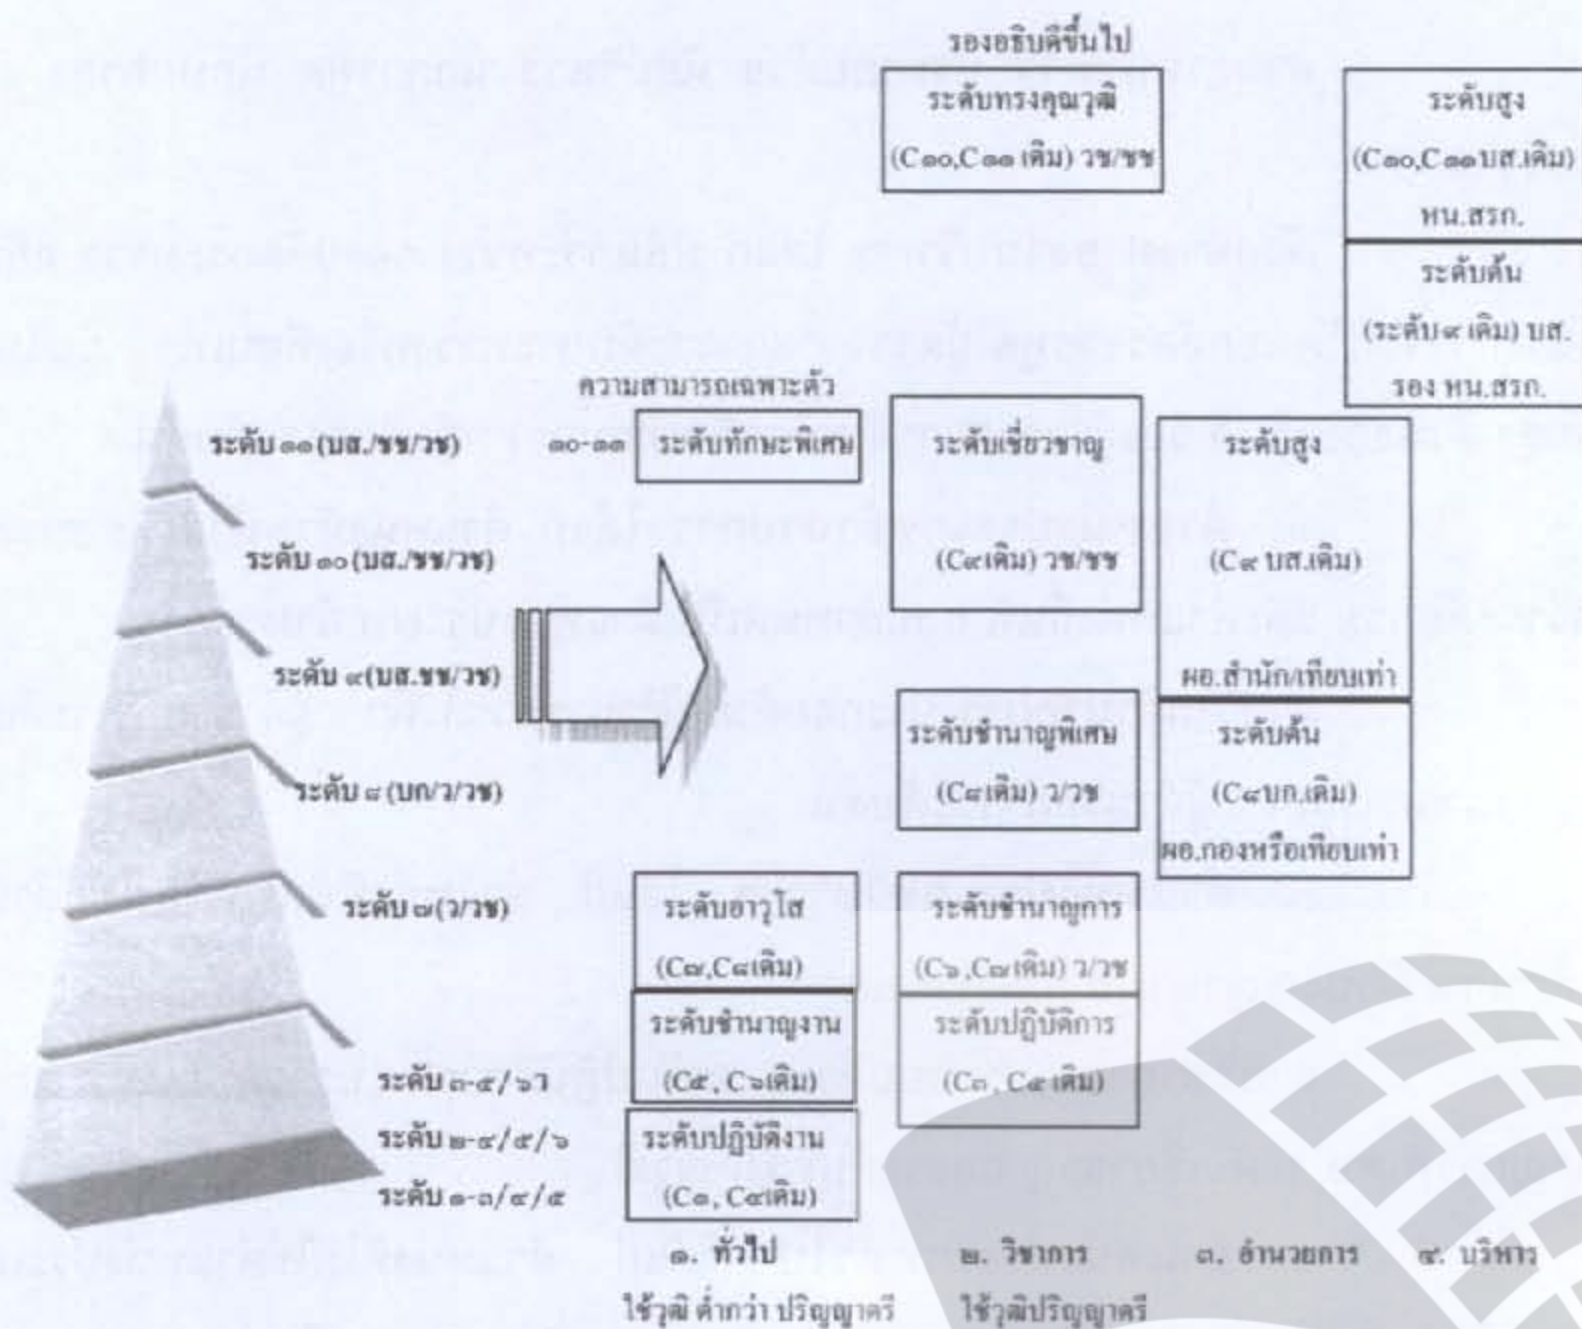 รองอธิบดีขึ้นไป
ระดับทรงคุณวุฒิ
(C๑๐,C๑๑ เดิม) วช/ชช
ระดับสูง
(C๑๐,C๑๑ บส.เดิม)
หน.สรก.
ระดับต้น
(ระดับ ๙ เดิม) บส.
รอง หน.สรก.
ความสามารถเฉพาะตัว
๑๐-๑๑
ระดับทักษะพิเศษ
ระดับเชี่ยวชาญ
(C๙เดิม) วช/ชช
ระดับสูง
(C๙ บส.เดิม)
ผอ.สำนัก/เทียบเท่า
ระดับชำนาญพิเศษ
(C๘เดิม) ว/วช
ระดับต้น
(C๘บก.เดิม)
ผอ.กองหรือเทียบเท่า
ระดับ ๑๑ (บส./ชช/วช)
ระดับ ๑๐ (บส./ชช/วช)
ระดับ ๙(บส.ชช/วช)
ระดับ ๘ (บก/ว/วช)
ระดับ ๗(ว/วช)
ระดับ ๓-๕/๖ว
ระดับ ๒-๔/๕/๖
ระดับ ๑-๓/๔/๕
ระดับอาวุโส
(C๗,C๘เดิม)
ระดับชำนาญงาน
(C๕, C๖เดิม)
ระดับปฏิบัติงาน
(C๑, C๔เดิม)
ระดับชำนาญการ
(C๖ ,C๗เดิม) ว/วช
ระดับปฏิบัติการ
(C๓, C๕ เดิม)
๑. ทั่วไป
๒. วิชาการ
๓. อำนวยการ
๔. บริหาร
ใช้วุฒิ ต่ำกว่า ปริญญาตรี
ใช้วุฒิปริญญาตรี